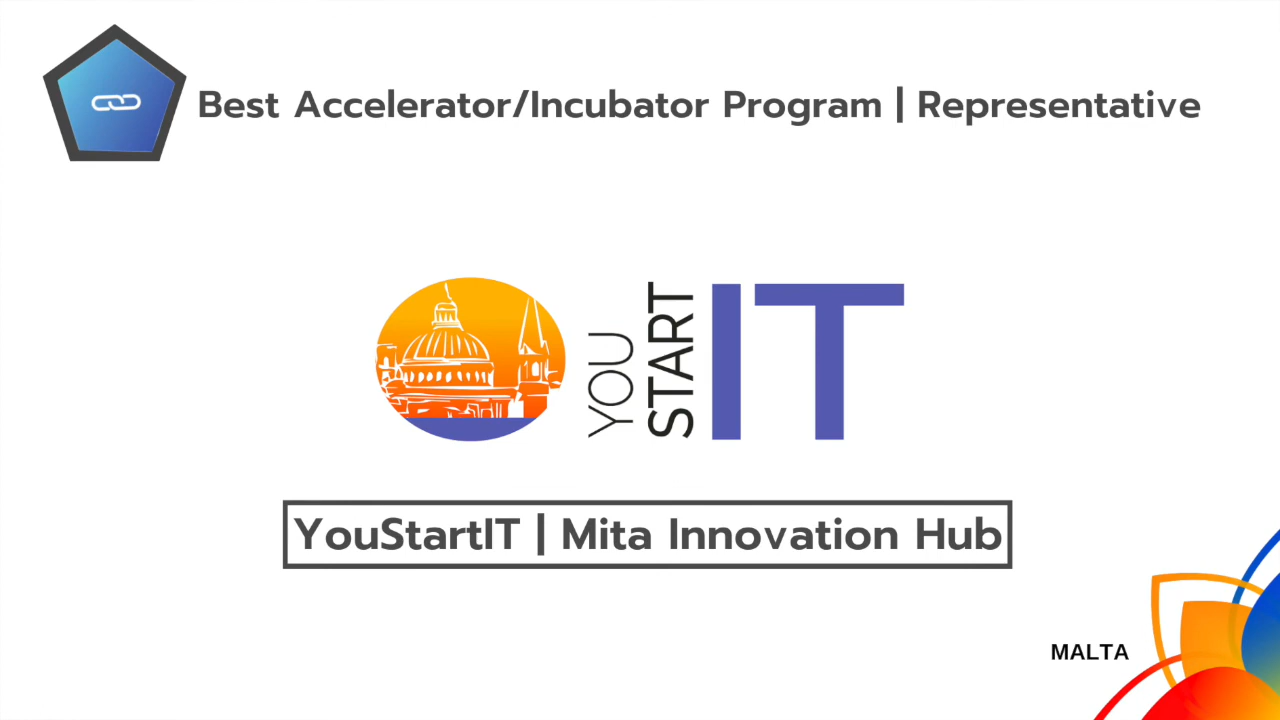 Best Accelerator/Incubator Program | Representative
YOU
START
IT
YouStartIT | Mita Innovation Hub
MALTA